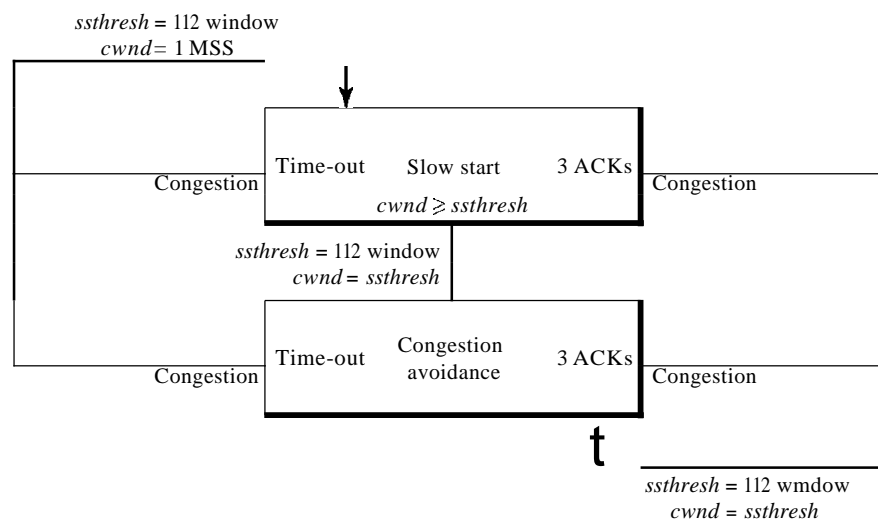 ssthresh = 112 window
cwnd = 1 MSS
Time-out Slow start 3 ACKs
Congestion Congestion
cwnd ⩾ ssthresh
ssthresh = 112 window
cwnd = ssthresh
Time-out Congestion avoidance 3 ACKs
Congestion Congestion
t
ssthresh = 112 wmdow
cwnd = ssthresh